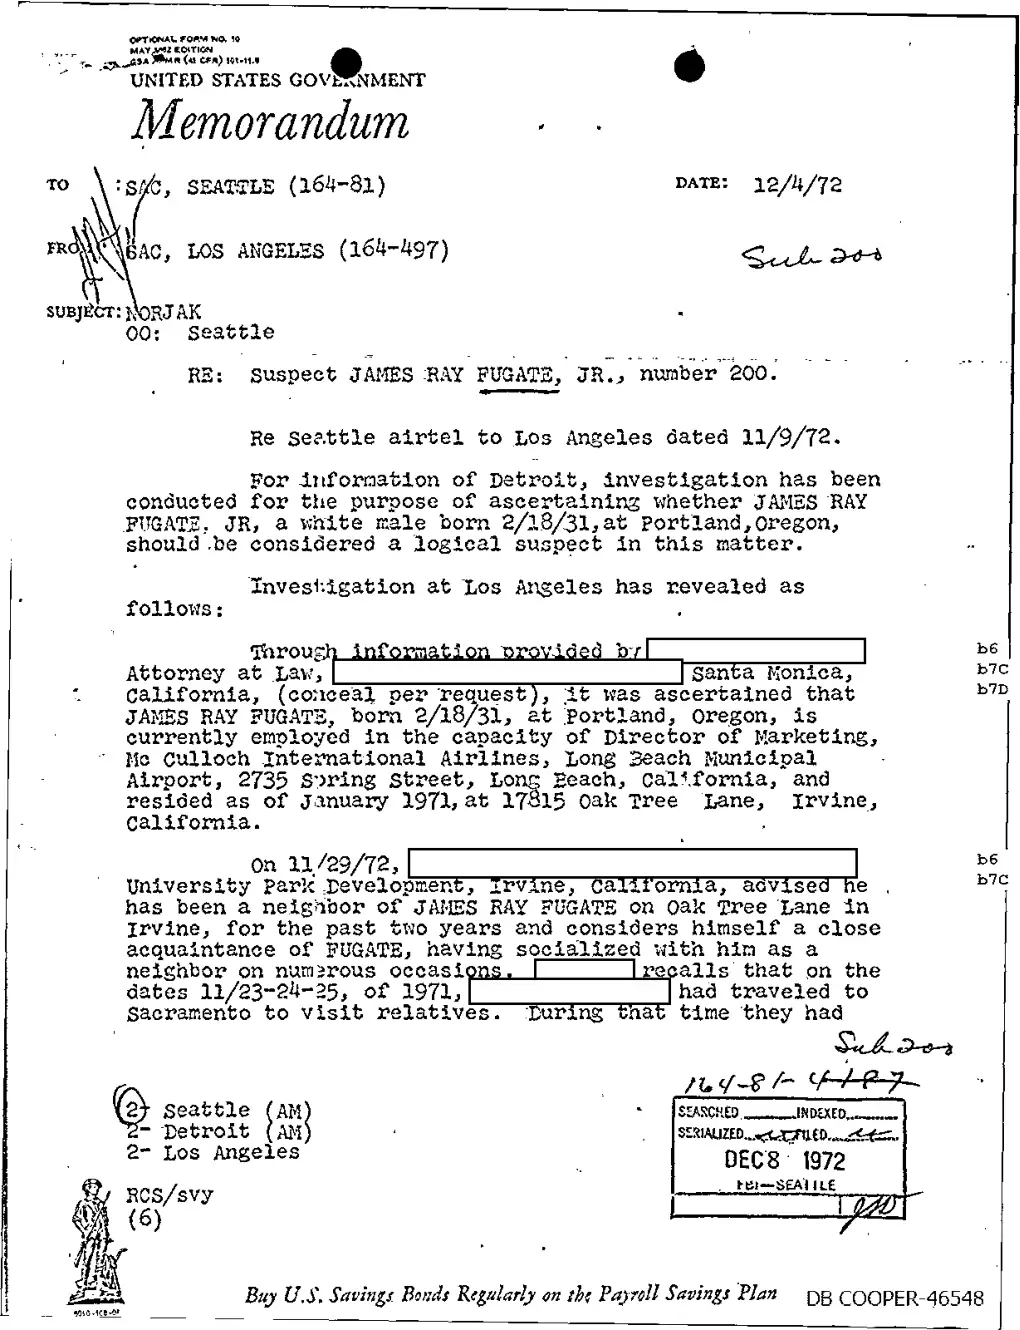 OPTIONAL FORM NO. 10
MAY 1962 EDITION
GSA FPMR (41 CFR) 101-11.6
UNITED STATES GOVERNMENT
Memorandum
TO : SAC, SEATTLE (164-81) DATE: 12/4/72
FROM SAC, LOS ANGELES (164-497)
Sub 200
SUBJECT: NORJAK
OO: Seattle
RE: Suspect JAMES RAY FUGATE, JR., number 200.
Re Seattle airtel to Los Angeles dated 11/9/72.
For information of Detroit, investigation has been
conducted for the purpose of ascertaining whether JAMES RAY
FUGATE, JR, a white male born 2/18/31, at Portland, Oregon,
should be considered a logical suspect in this matter.
Investigation at Los Angeles has revealed as
follows:
Through information provided by
b6
Attorney at Law, Santa Monica,
b7C
California, (conceal per request), it was ascertained that
b7D
JAMES RAY FUGATE, born 2/18/31, at Portland, Oregon, is
currently employed in the capacity of Director of Marketing,
Mc Culloch International Airlines, Long Beach Municipal
Airport, 2735 Spring Street, Long Beach, California, and
resided as of January 1971, at 17815 Oak Tree Lane, Irvine,
California.
On 11/29/72,
b6
University Park Development, Irvine, California, advised he
b7C
has been a neighbor of JAMES RAY FUGATE on Oak Tree Lane in
Irvine, for the past two years and considers himself a close
acquaintance of FUGATE, having socialized with him as a
neighbor on numerous occasions. recalls that on the
dates 11/23-24-25, of 1971, had traveled to
Sacramento to visit relatives. During that time they had
Sub 200
164-81-4187
2- Seattle (AM)
2- Detroit (AM)
2- Los Angeles
SEARCHED INDEXED
SERIALIZED FILED
DEC 8 1972
FBI—SEATTLE
RCS/svy
(6)
Buy U.S. Savings Bonds Regularly on the Payroll Savings Plan
DB COOPER-46548